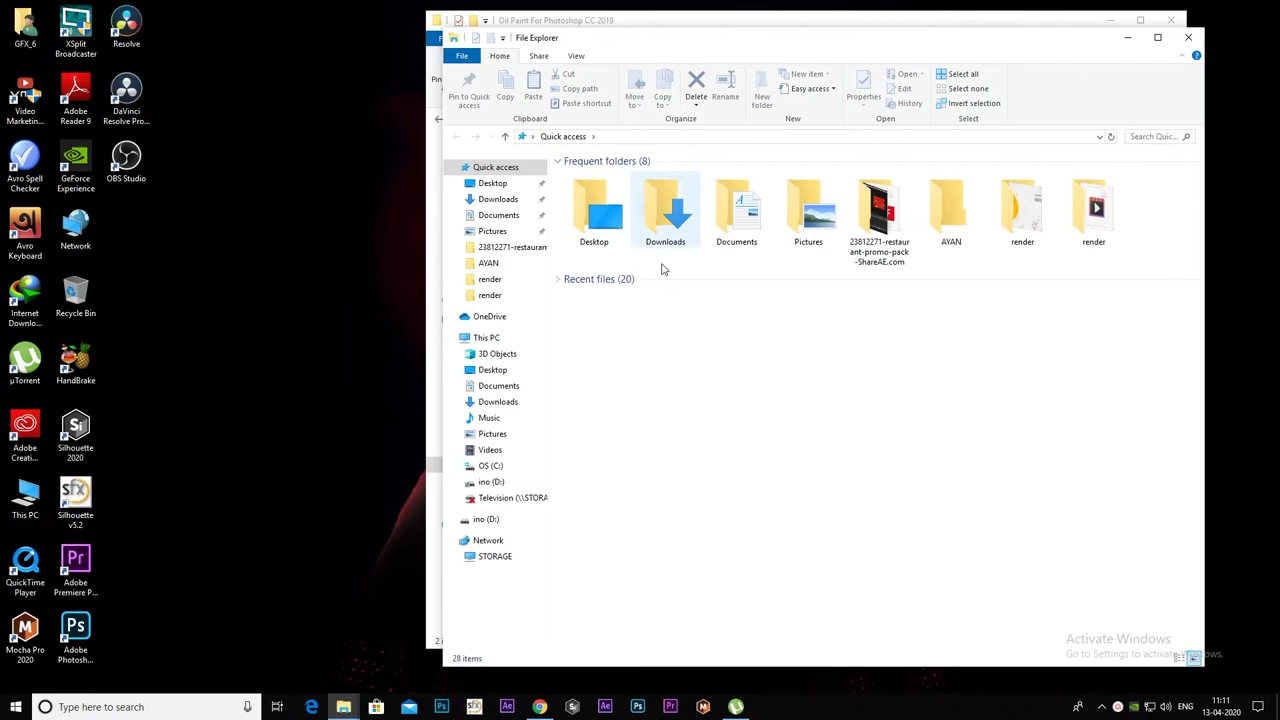 GFX_6
XSplit
Broadcaster
Resolve
Video
Marketin...
Adobe
Reader 9
DaVinci
Resolve Pro...
Avro Spell
Checker
GeForce
Experience
OBS Studio
Avro
Keyboard
Network
Internet
Downlo...
Recycle Bin
µTorrent
HandBrake
Adobe
Creati...
Silhouette
2020
This PC
Silhouette
v5.2
QuickTime
Player
Adobe
Premiere P...
Mocha Pro
2020
Adobe
Photosh...
Oil Paint For Photoshop CC 2019
File Explorer
File
Home
Share
View
Pin to Quick
access
Copy
Paste
Cut
Copy path
Paste shortcut
Clipboard
Move
to
Copy
to
Delete
Rename
Organize
New
folder
New item
Easy access
New
Properties
Open
Edit
History
Open
Select all
Select none
Invert selection
Select
Quick access
Search Quic...
Quick access
Desktop
Downloads
Documents
Pictures
23812271-restauran
AYAN
render
render
OneDrive
This PC
3D Objects
Desktop
Documents
Downloads
Music
Pictures
Videos
OS (C:)
ino (D:)
Television (\\STORA
ino (D:)
Network
STORAGE
Frequent folders (8)
Desktop
Downloads
Documents
Pictures
23812271-restaur
ant-promo-pack
-ShareAE.com
AYAN
render
render
Recent files (20)
28 items
Activate Windows
Go to Settings to activate Windows.
Type here to search
ENG
11:11
13-04-2020